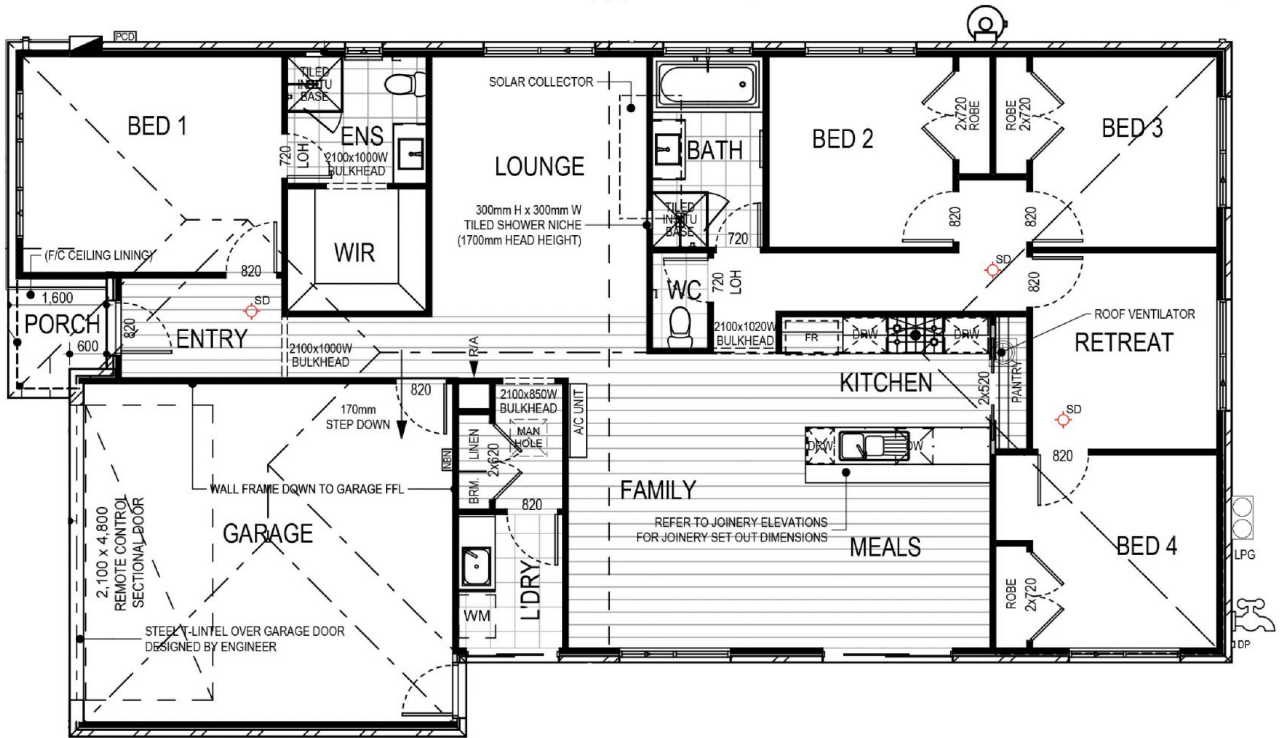 PCD
BED 1
TILED
INSITU
BASE
ENS
720
LOH
2100x1000W
BULKHEAD
WIR
SOLAR COLLECTOR
LOUNGE
300mm H x 300mm W
TILED SHOWER NICHE
(1700mm HEAD HEIGHT)
BATH
TILED
INSITU
BASE
720
BED 2
2x720
ROBE
ROBE
2x720
BED 3
820
820
(F/C CEILING LINING)
820
1,600
PORCH
600
820
SD
ENTRY
2100x1000W
BULKHEAD
WC
720
LOH
SD
820
2100x1020W
BULKHEAD
FR
DRW
DRW
ROOF VENTILATOR
RETREAT
KITCHEN
2x520
PANTRY
R/A
820
170mm
STEP DOWN
2100x850W
BULKHEAD
A/C UNIT
MAN
HOLE
LINEN
2x620
BRM.
NBN
SD
820
DRW
DW
WALL FRAME DOWN TO GARAGE FFL
FAMILY
820
REFER TO JOINERY ELEVATIONS
FOR JOINERY SET OUT DIMENSIONS
MEALS
GARAGE
2,100 x 4,800
REMOTE CONTROL
SECTIONAL DOOR
L'DRY
WM
BED 4
ROBE
2x720
LPG
DP
STEEL T-LINTEL OVER GARAGE DOOR
DESIGNED BY ENGINEER